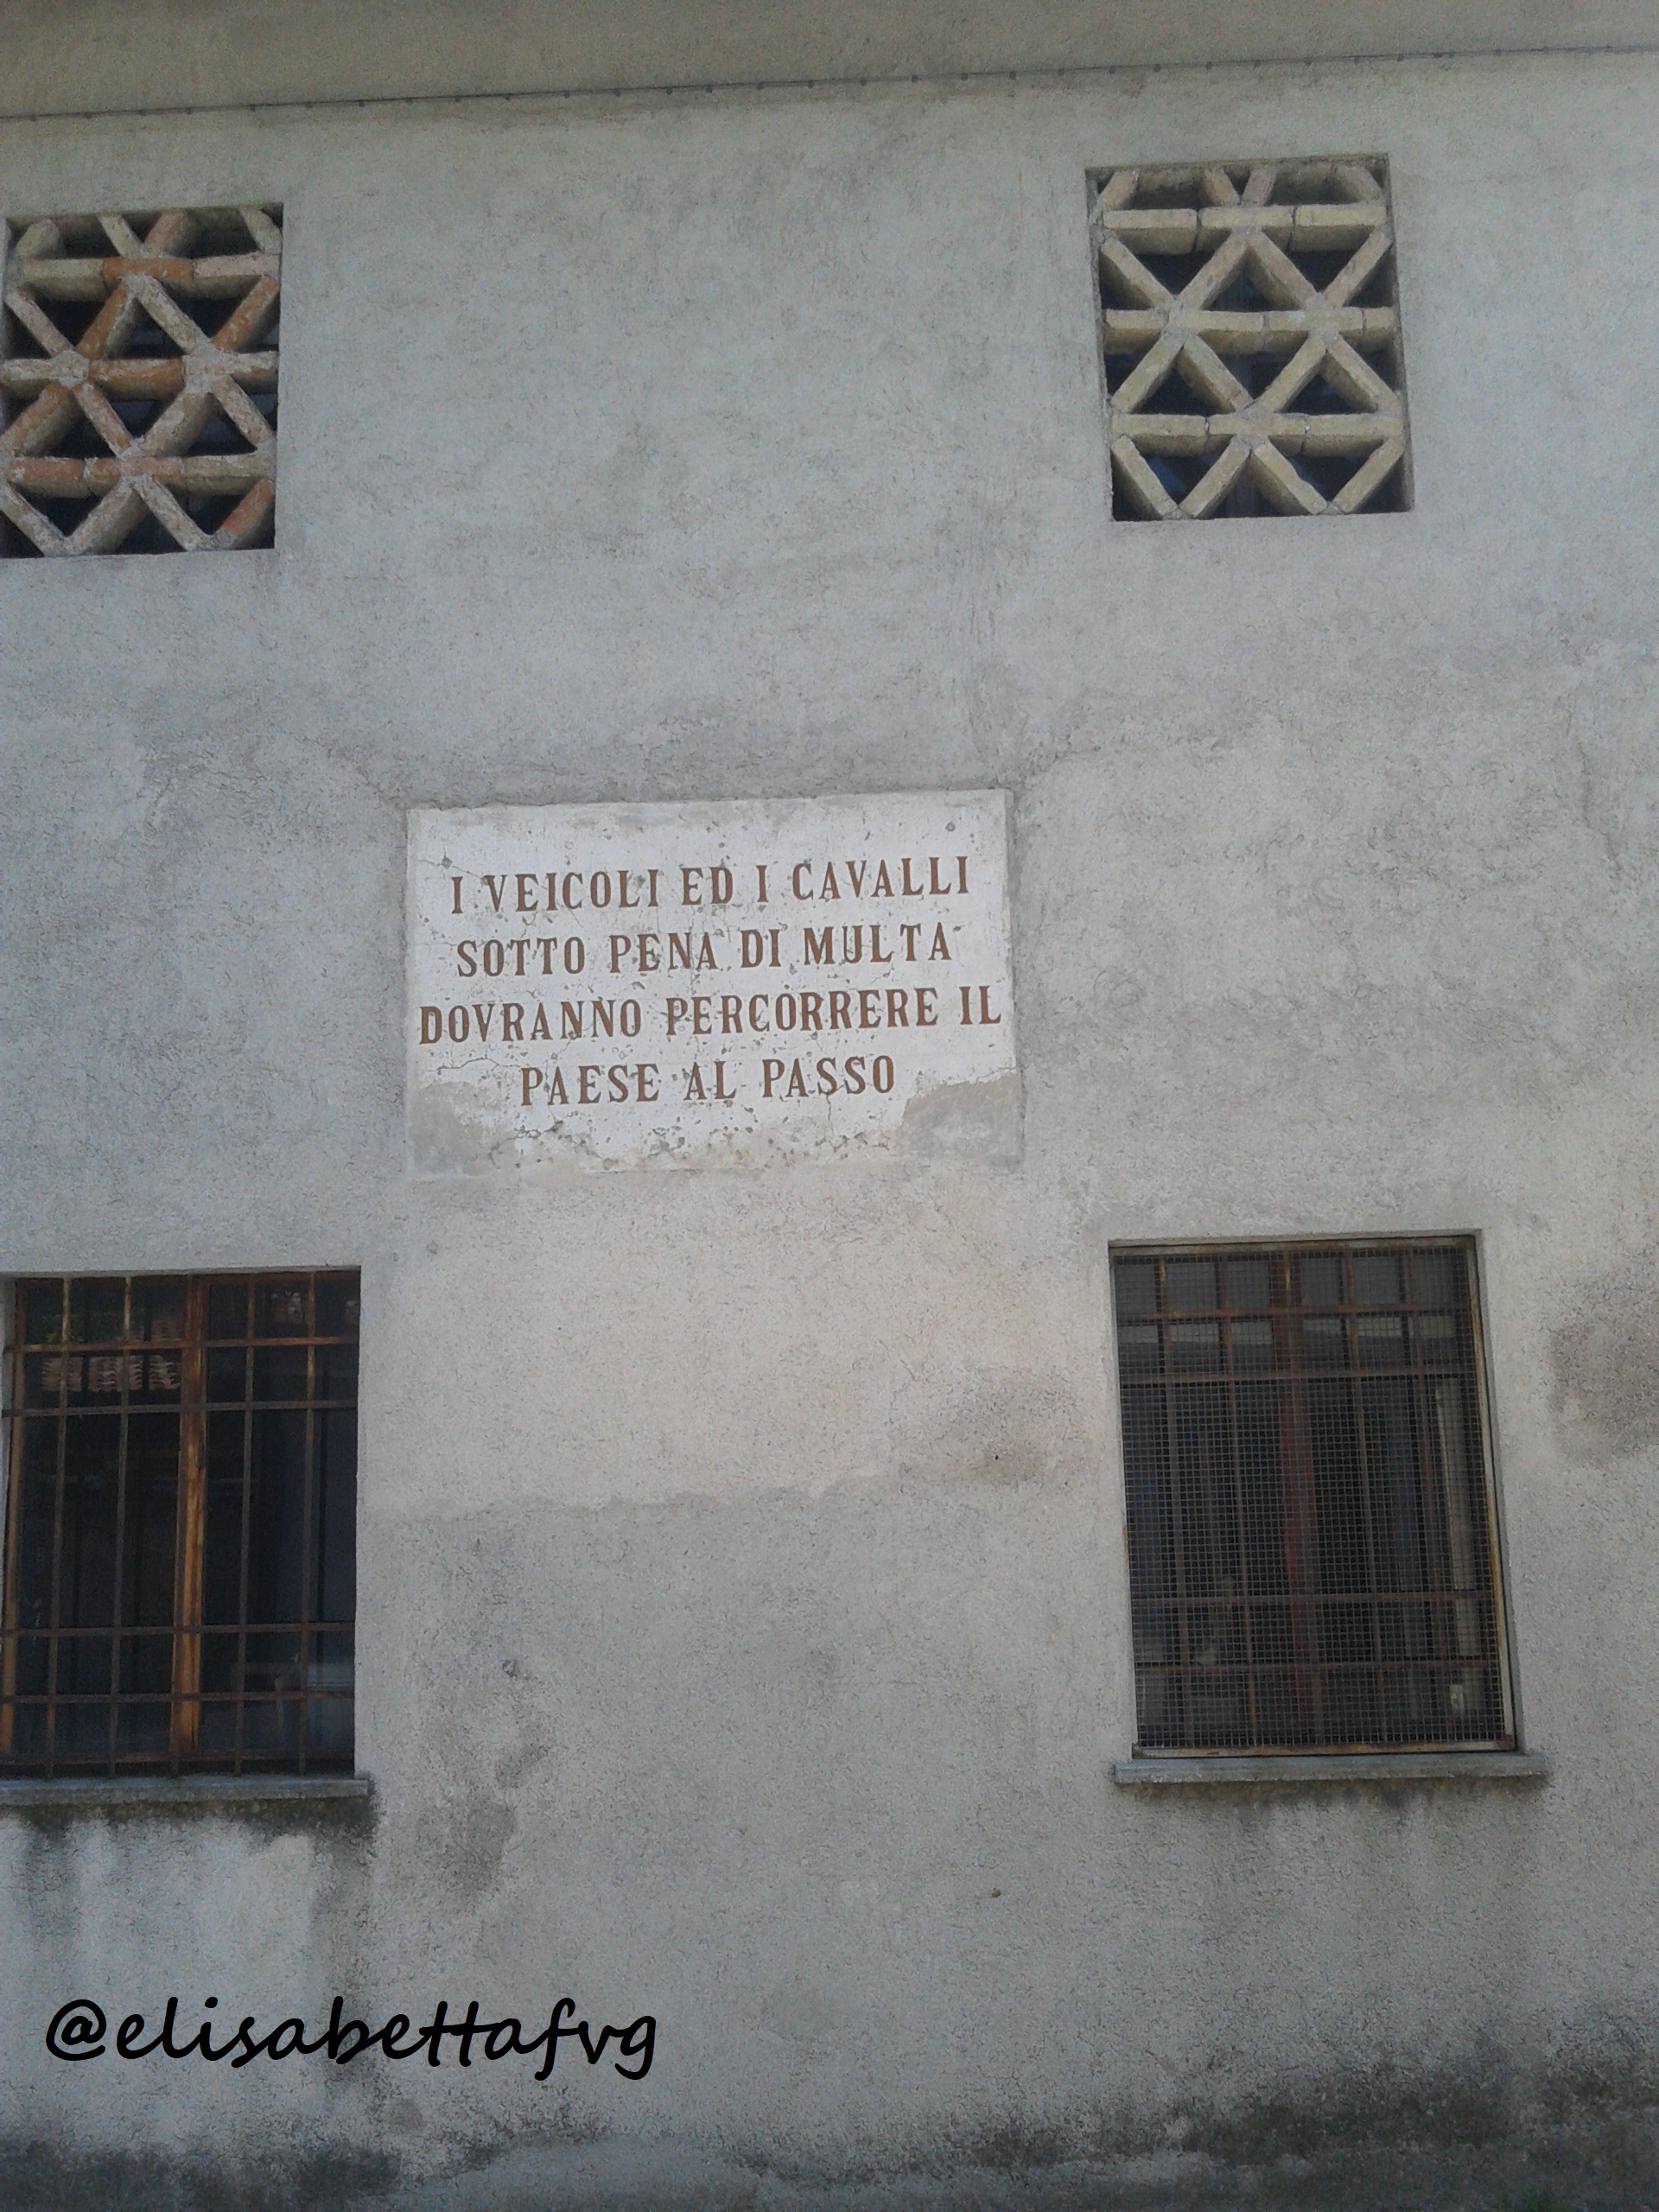 I VEICOLI ED I CAVALLI
SOTTO PENA DI MULTA
DOVRANNO PERCORRERE IL
PAESE AL PASSO
@elisabettafvg